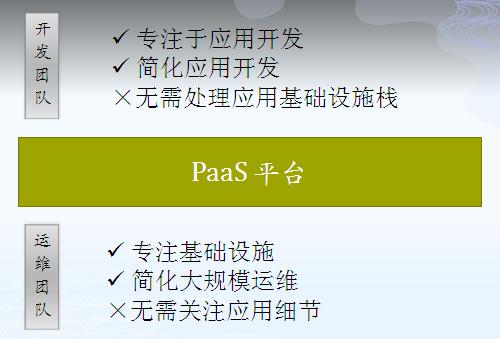 开发团队
✓ 专注于应用开发
✓ 简化应用开发
×无需处理应用基础设施栈
PaaS 平台
运维团队
✓ 专注基础设施
✓ 简化大规模运维
×无需关注应用细节